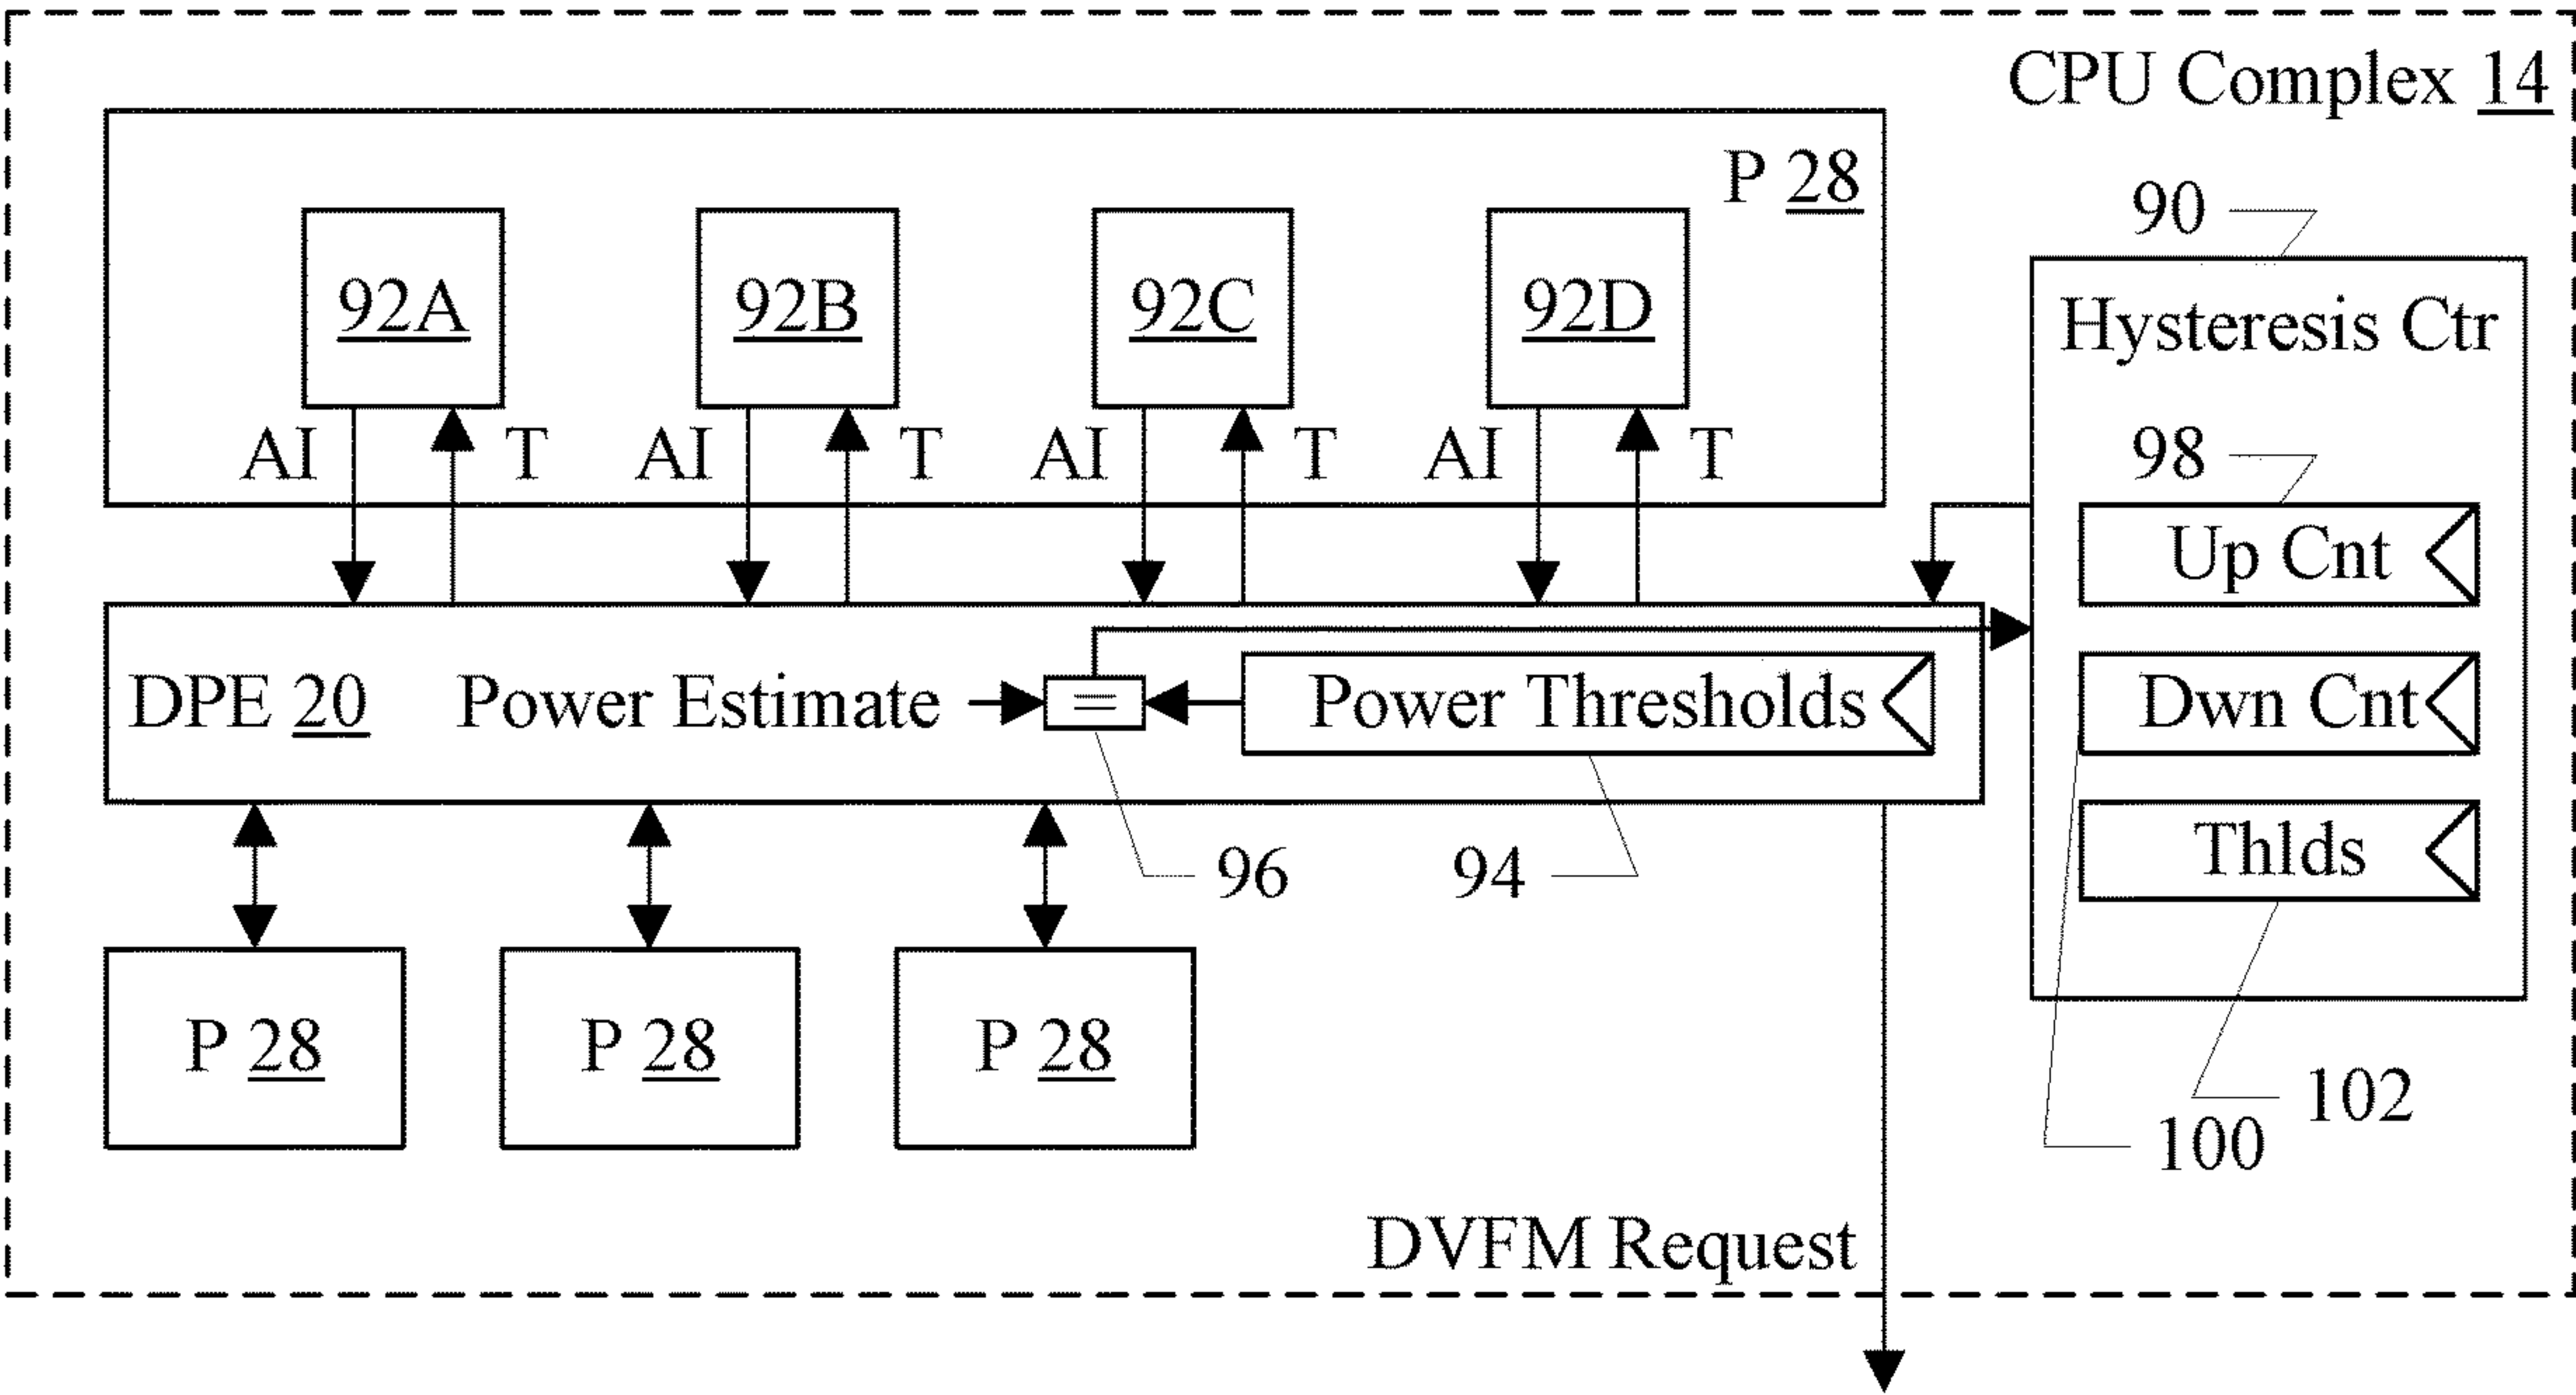 CPU Complex 14
P 28
90
92A 92B 92C 92D
Hysteresis Ctr
AI T AI T AI T AI T
98
Up Cnt
DPE 20 Power Estimate = Power Thresholds
Dwn Cnt
96 94
Thlds
P 28 P 28 P 28
102
100
DVFM Request